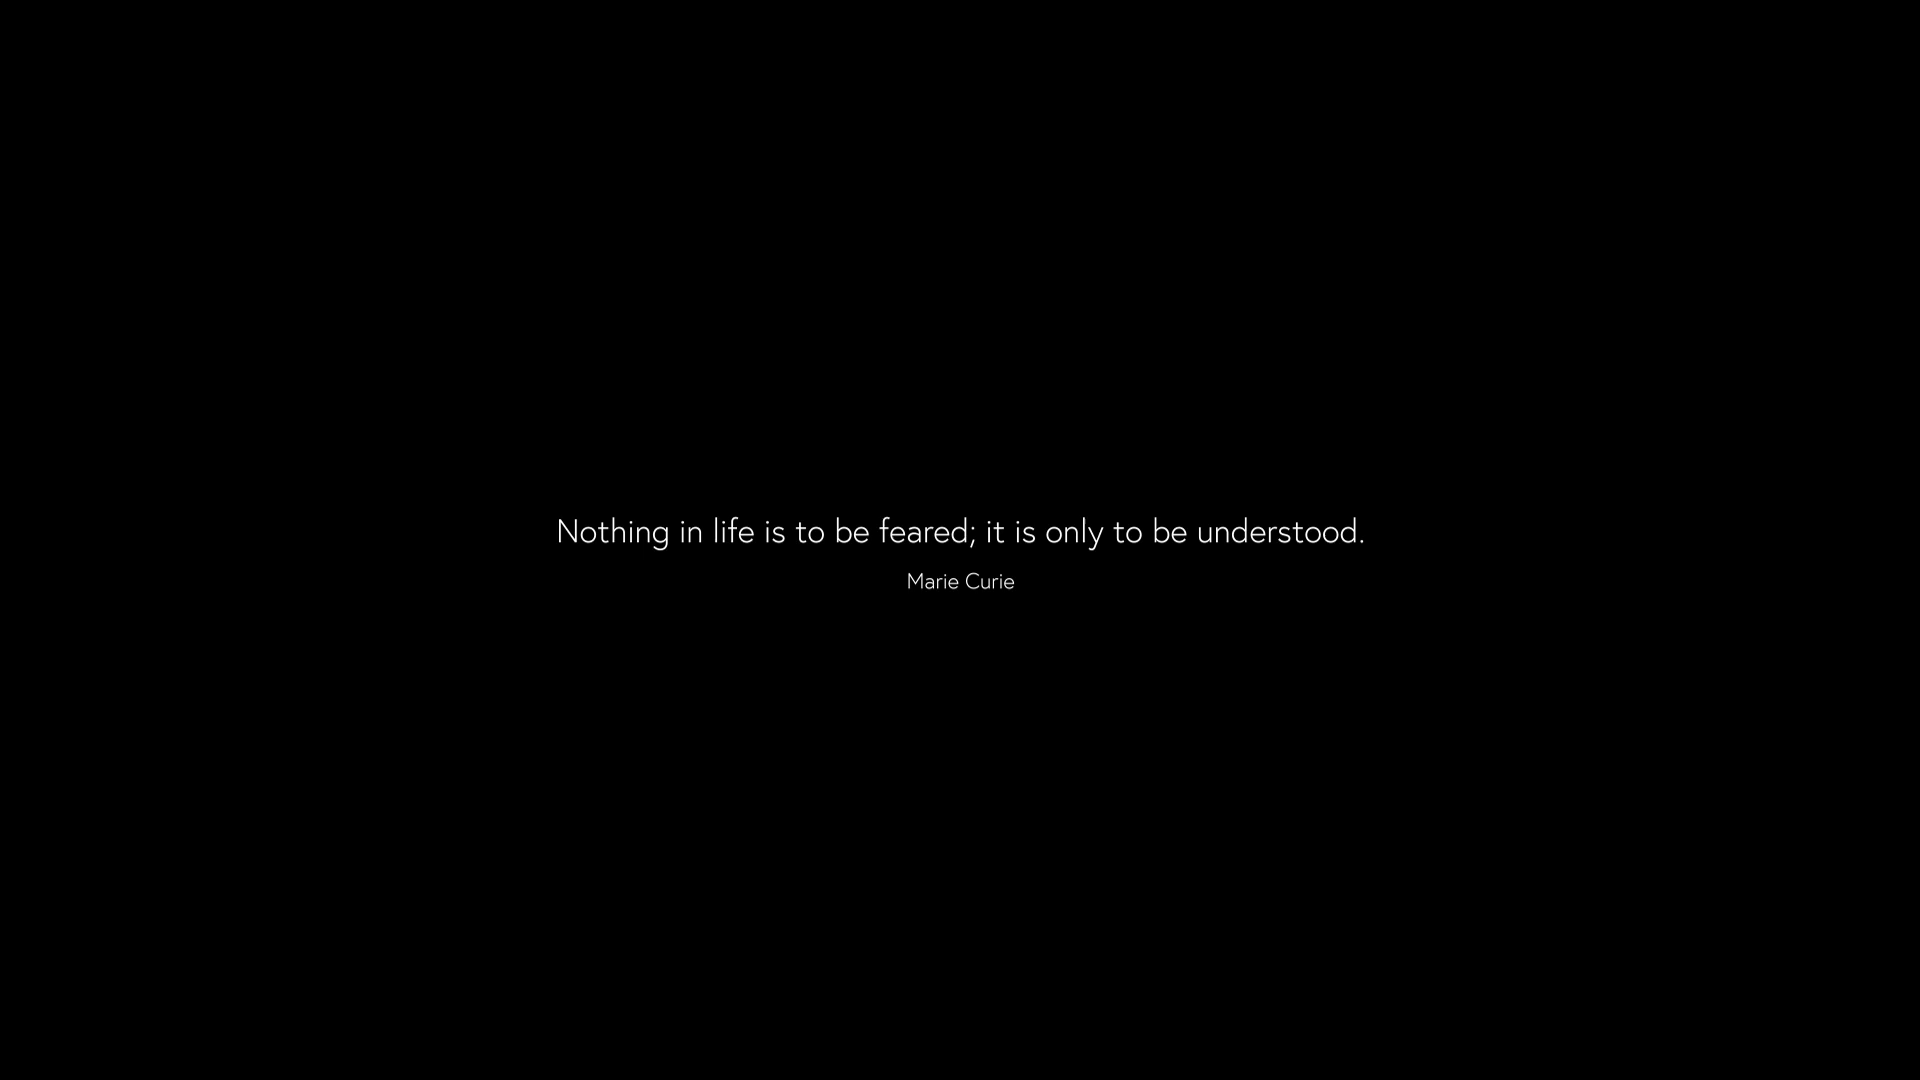 Nothing in life is to be feared; it is only to be understood.
Marie Curie